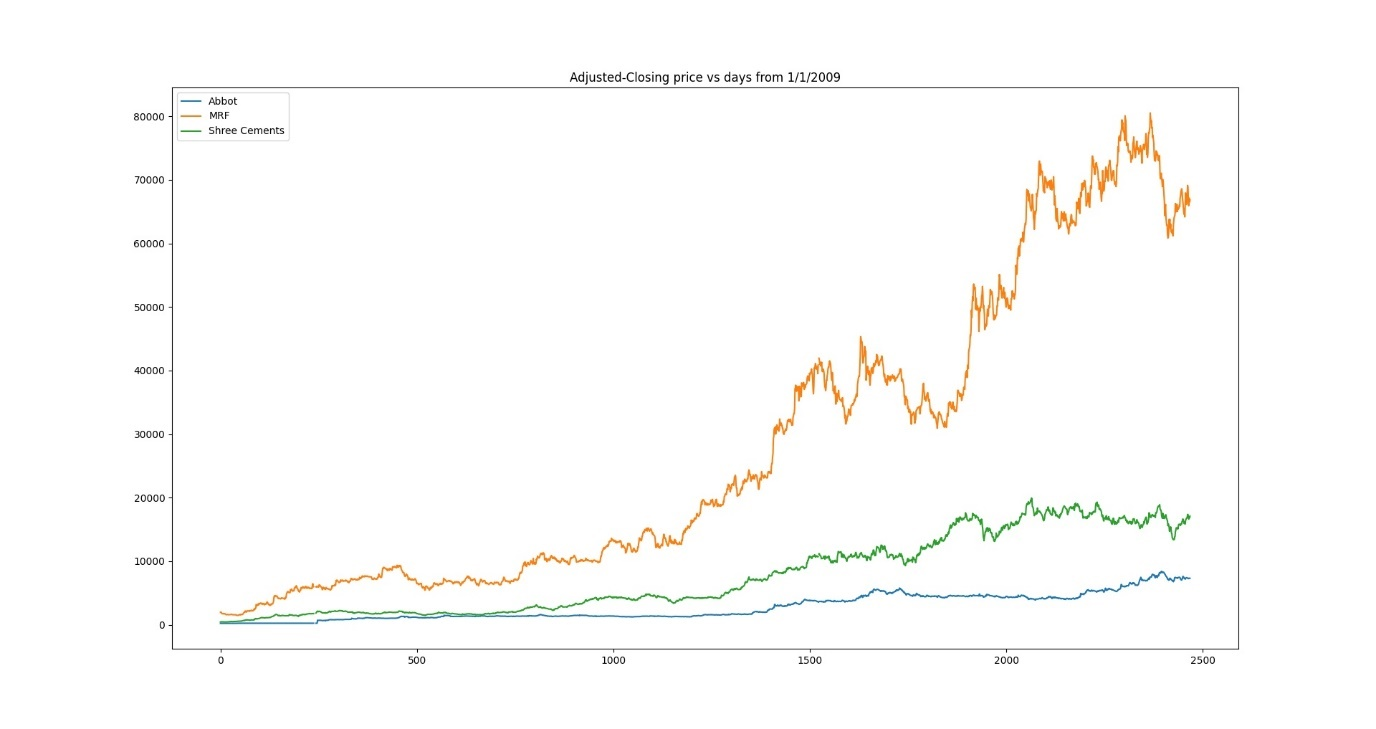 Adjusted-Closing price vs days from 1/1/2009
Abbot
MRF
Shree Cements
80000
70000
60000
50000
40000
30000
20000
10000
0
0 500 1000 1500 2000 2500